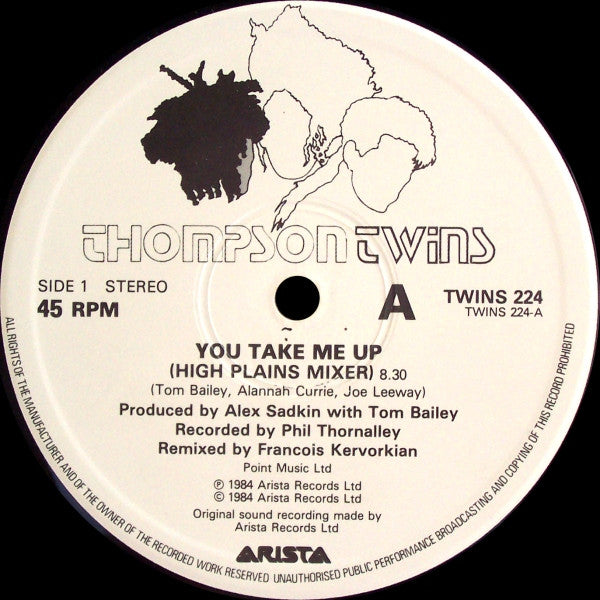 THOMPSON TWINS
SIDE 1 STEREO
45 RPM
A
TWINS 224
TWINS 224-A
YOU TAKE ME UP
(HIGH PLAINS MIXER) 8.30
(Tom Bailey, Alannah Currie, Joe Leeway)
Produced by Alex Sadkin with Tom Bailey
Recorded by Phil Thornalley
Remixed by Francois Kervorkian
Point Music Ltd
℗ 1984 Arista Records Ltd
© 1984 Arista Records Ltd
Original sound recording made by
Arista Records Ltd
ARISTA
ALL RIGHTS OF THE MANUFACTURER AND OF THE OWNER OF THE RECORDED WORK RESERVED UNAUTHORISED PUBLIC PERFORMANCE BROADCASTING AND COPYING OF THIS RECORD PROHIBITED